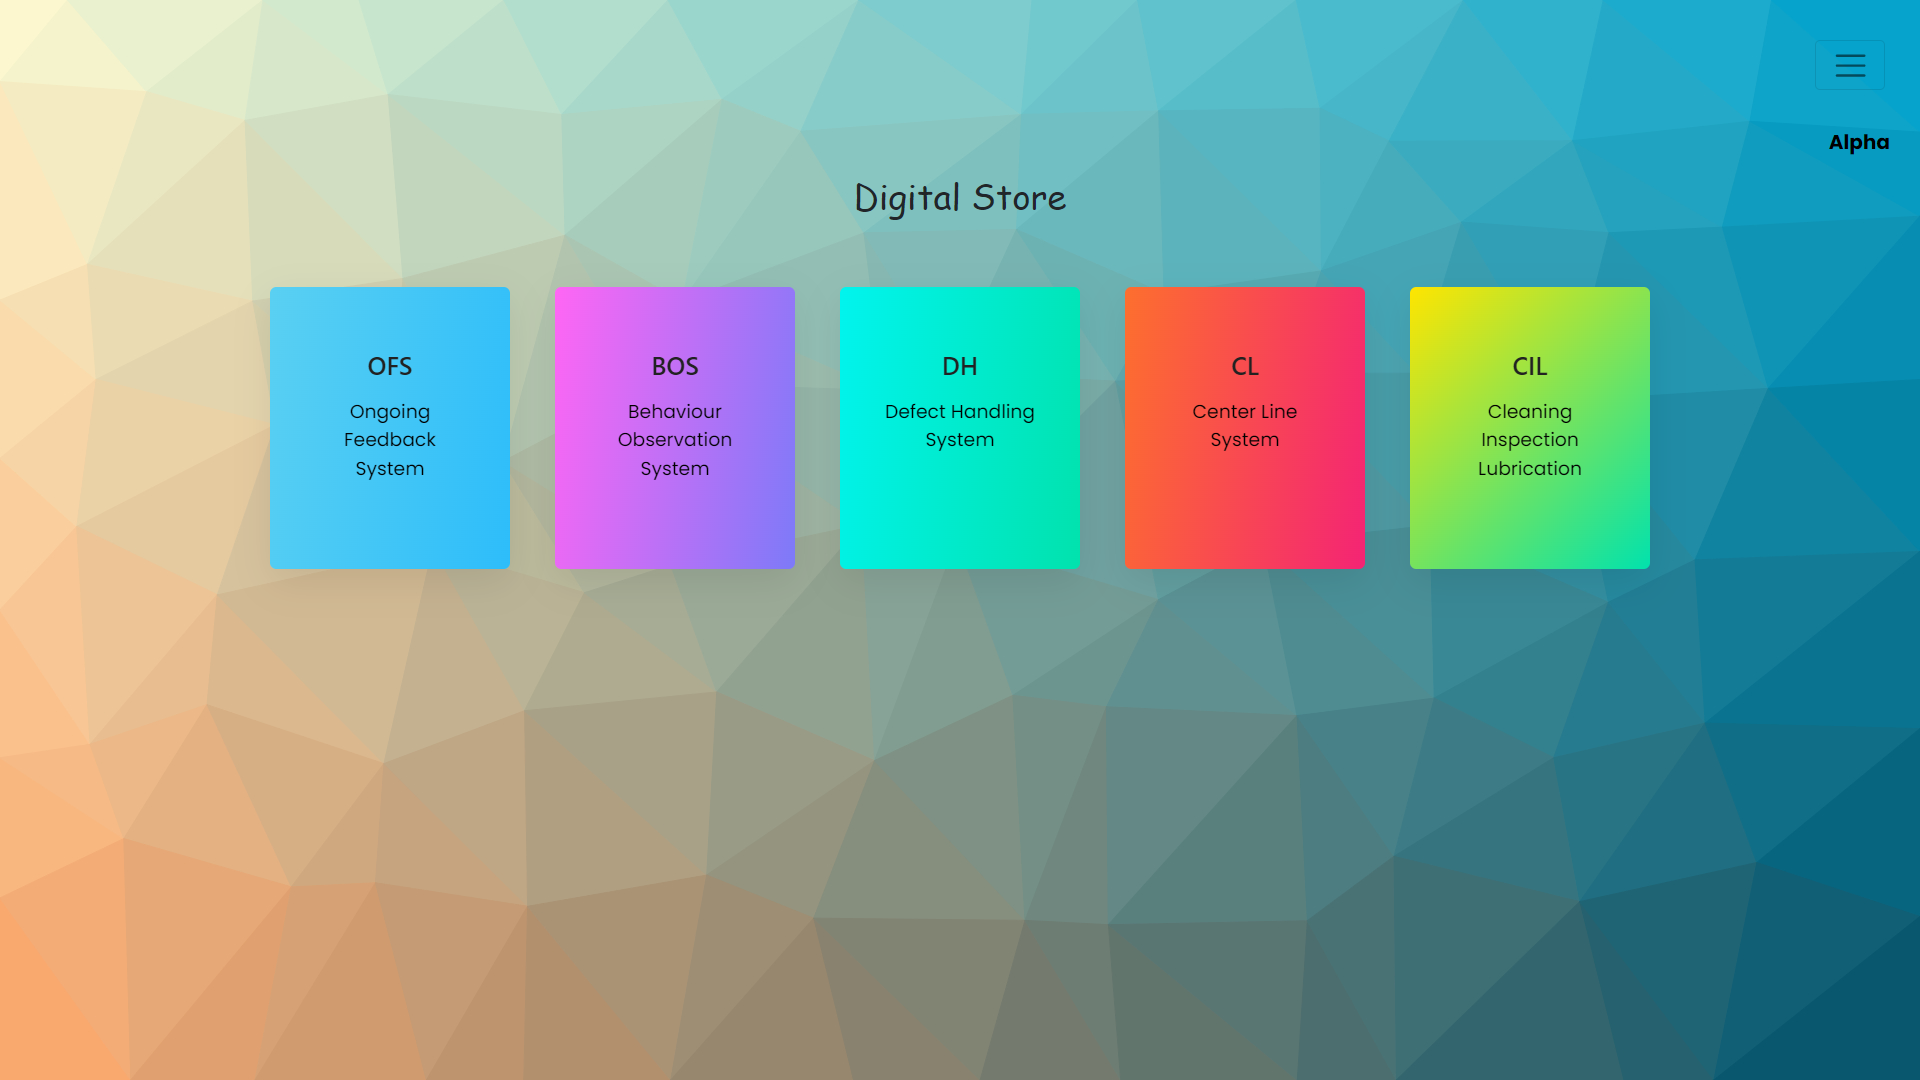 Alpha
Digital Store
OFS
Ongoing
Feedback
System
BOS
Behaviour
Observation
System
DH
Defect Handling
System
CL
Center Line
System
CIL
Cleaning
Inspection
Lubrication